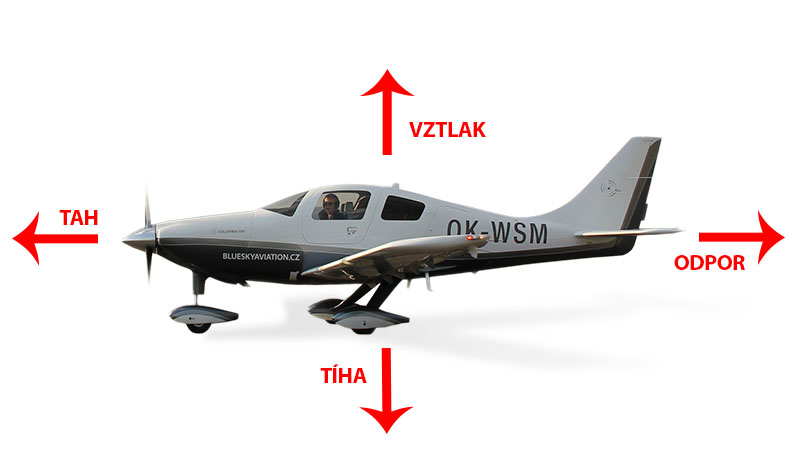 VZTLAK
TAH
OK-WSM
BLUESKYAVIATION.CZ
ODPOR
TÍHA